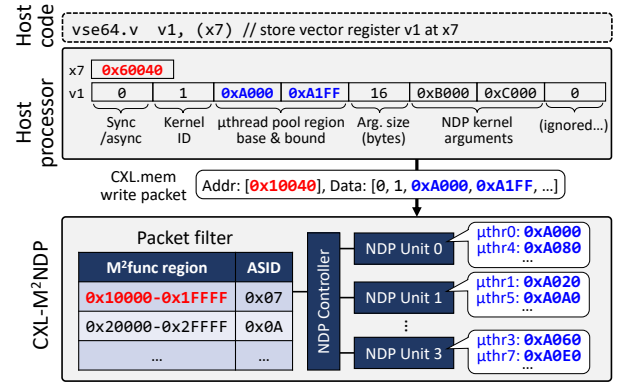 Host code
vse64.v v1, (x7) // store vector register v1 at x7
Host processor
x7 0x60040
v1 0 1 0xA000 0xA1FF 16 0xB000 0xC000 0
Sync /async
Kernel ID
μthread pool region base & bound
Arg. size (bytes)
NDP kernel arguments
(ignored…)
CXL.mem write packet
Addr: [0x10040], Data: [0, 1, 0xA000, 0xA1FF, …]
CXL-M²NDP
Packet filter
M²func region ASID
0x10000-0x1FFFF 0x07
0x20000-0x2FFFF 0x0A
… …
NDP Controller
NDP Unit 0
μthr0: 0xA000
μthr4: 0xA080
…
NDP Unit 1
μthr1: 0xA020
μthr5: 0xA0A0
…
⋮
NDP Unit 3
μthr3: 0xA060
μthr7: 0xA0E0
…